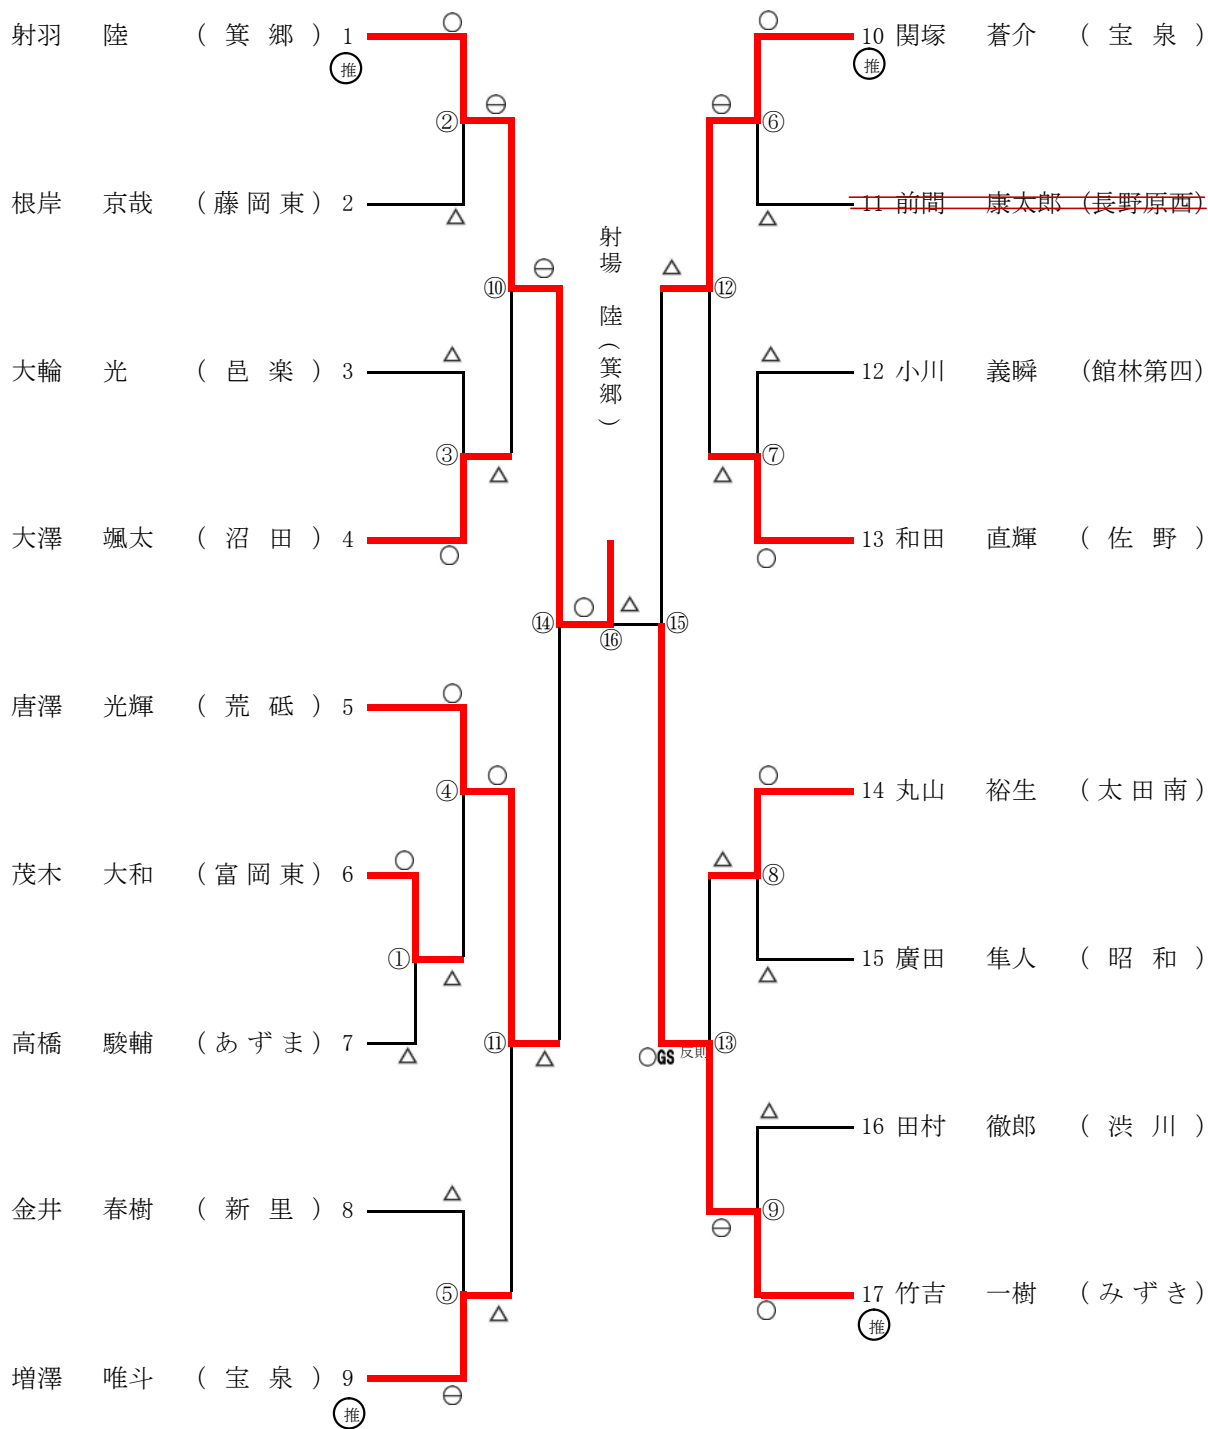 射羽 陸 （ 箕 郷 ） 1
推
根岸 京哉 （藤岡東） 2
大輪 光 （ 邑 楽 ） 3
大澤 颯太 （ 沼 田 ） 4
唐澤 光輝 （ 荒 砥 ） 5
茂木 大和 （富岡東） 6
高橋 駿輔 （あずま） 7
金井 春樹 （ 新 里 ） 8
増澤 唯斗 （ 宝 泉 ） 9
推
②
③
④
①
⑤
⑩
⑪
⑭
射場 陸（箕郷）
⑯
⑮
⑫
⑬
○GS 反則
⑥
⑦
⑧
⑨
10 関塚 蒼介 （ 宝 泉 ）
推
11 前間 康太郎 （長野原西）
12 小川 義瞬 （館林第四）
13 和田 直輝 （ 佐 野 ）
14 丸山 裕生 （太田南）
15 廣田 隼人 （ 昭 和 ）
16 田村 徹郎 （ 渋 川 ）
17 竹吉 一樹 （みずき）
推